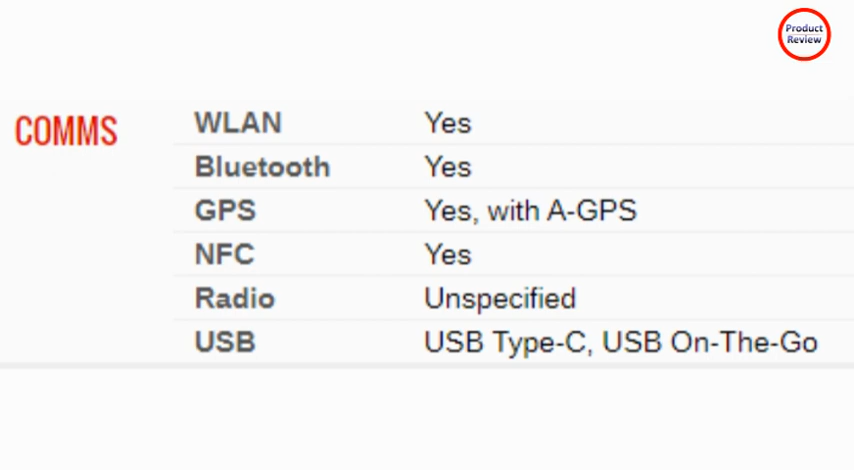 Product
Review
COMMS
WLAN Yes
Bluetooth Yes
GPS Yes, with A-GPS
NFC Yes
Radio Unspecified
USB USB Type-C, USB On-The-Go